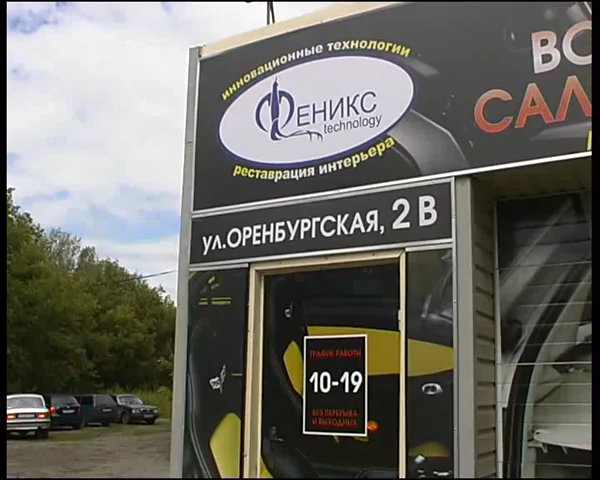 инновационные технологии
ФЕНИКС
technology
реставрация интерьера
ВО
САЛ
ул.ОРЕНБУРГСКАЯ, 2 В
ГРАФИК РАБОТЫ
10-19
БЕЗ ПЕРЕРЫВА
И ВЫХОДНЫХ